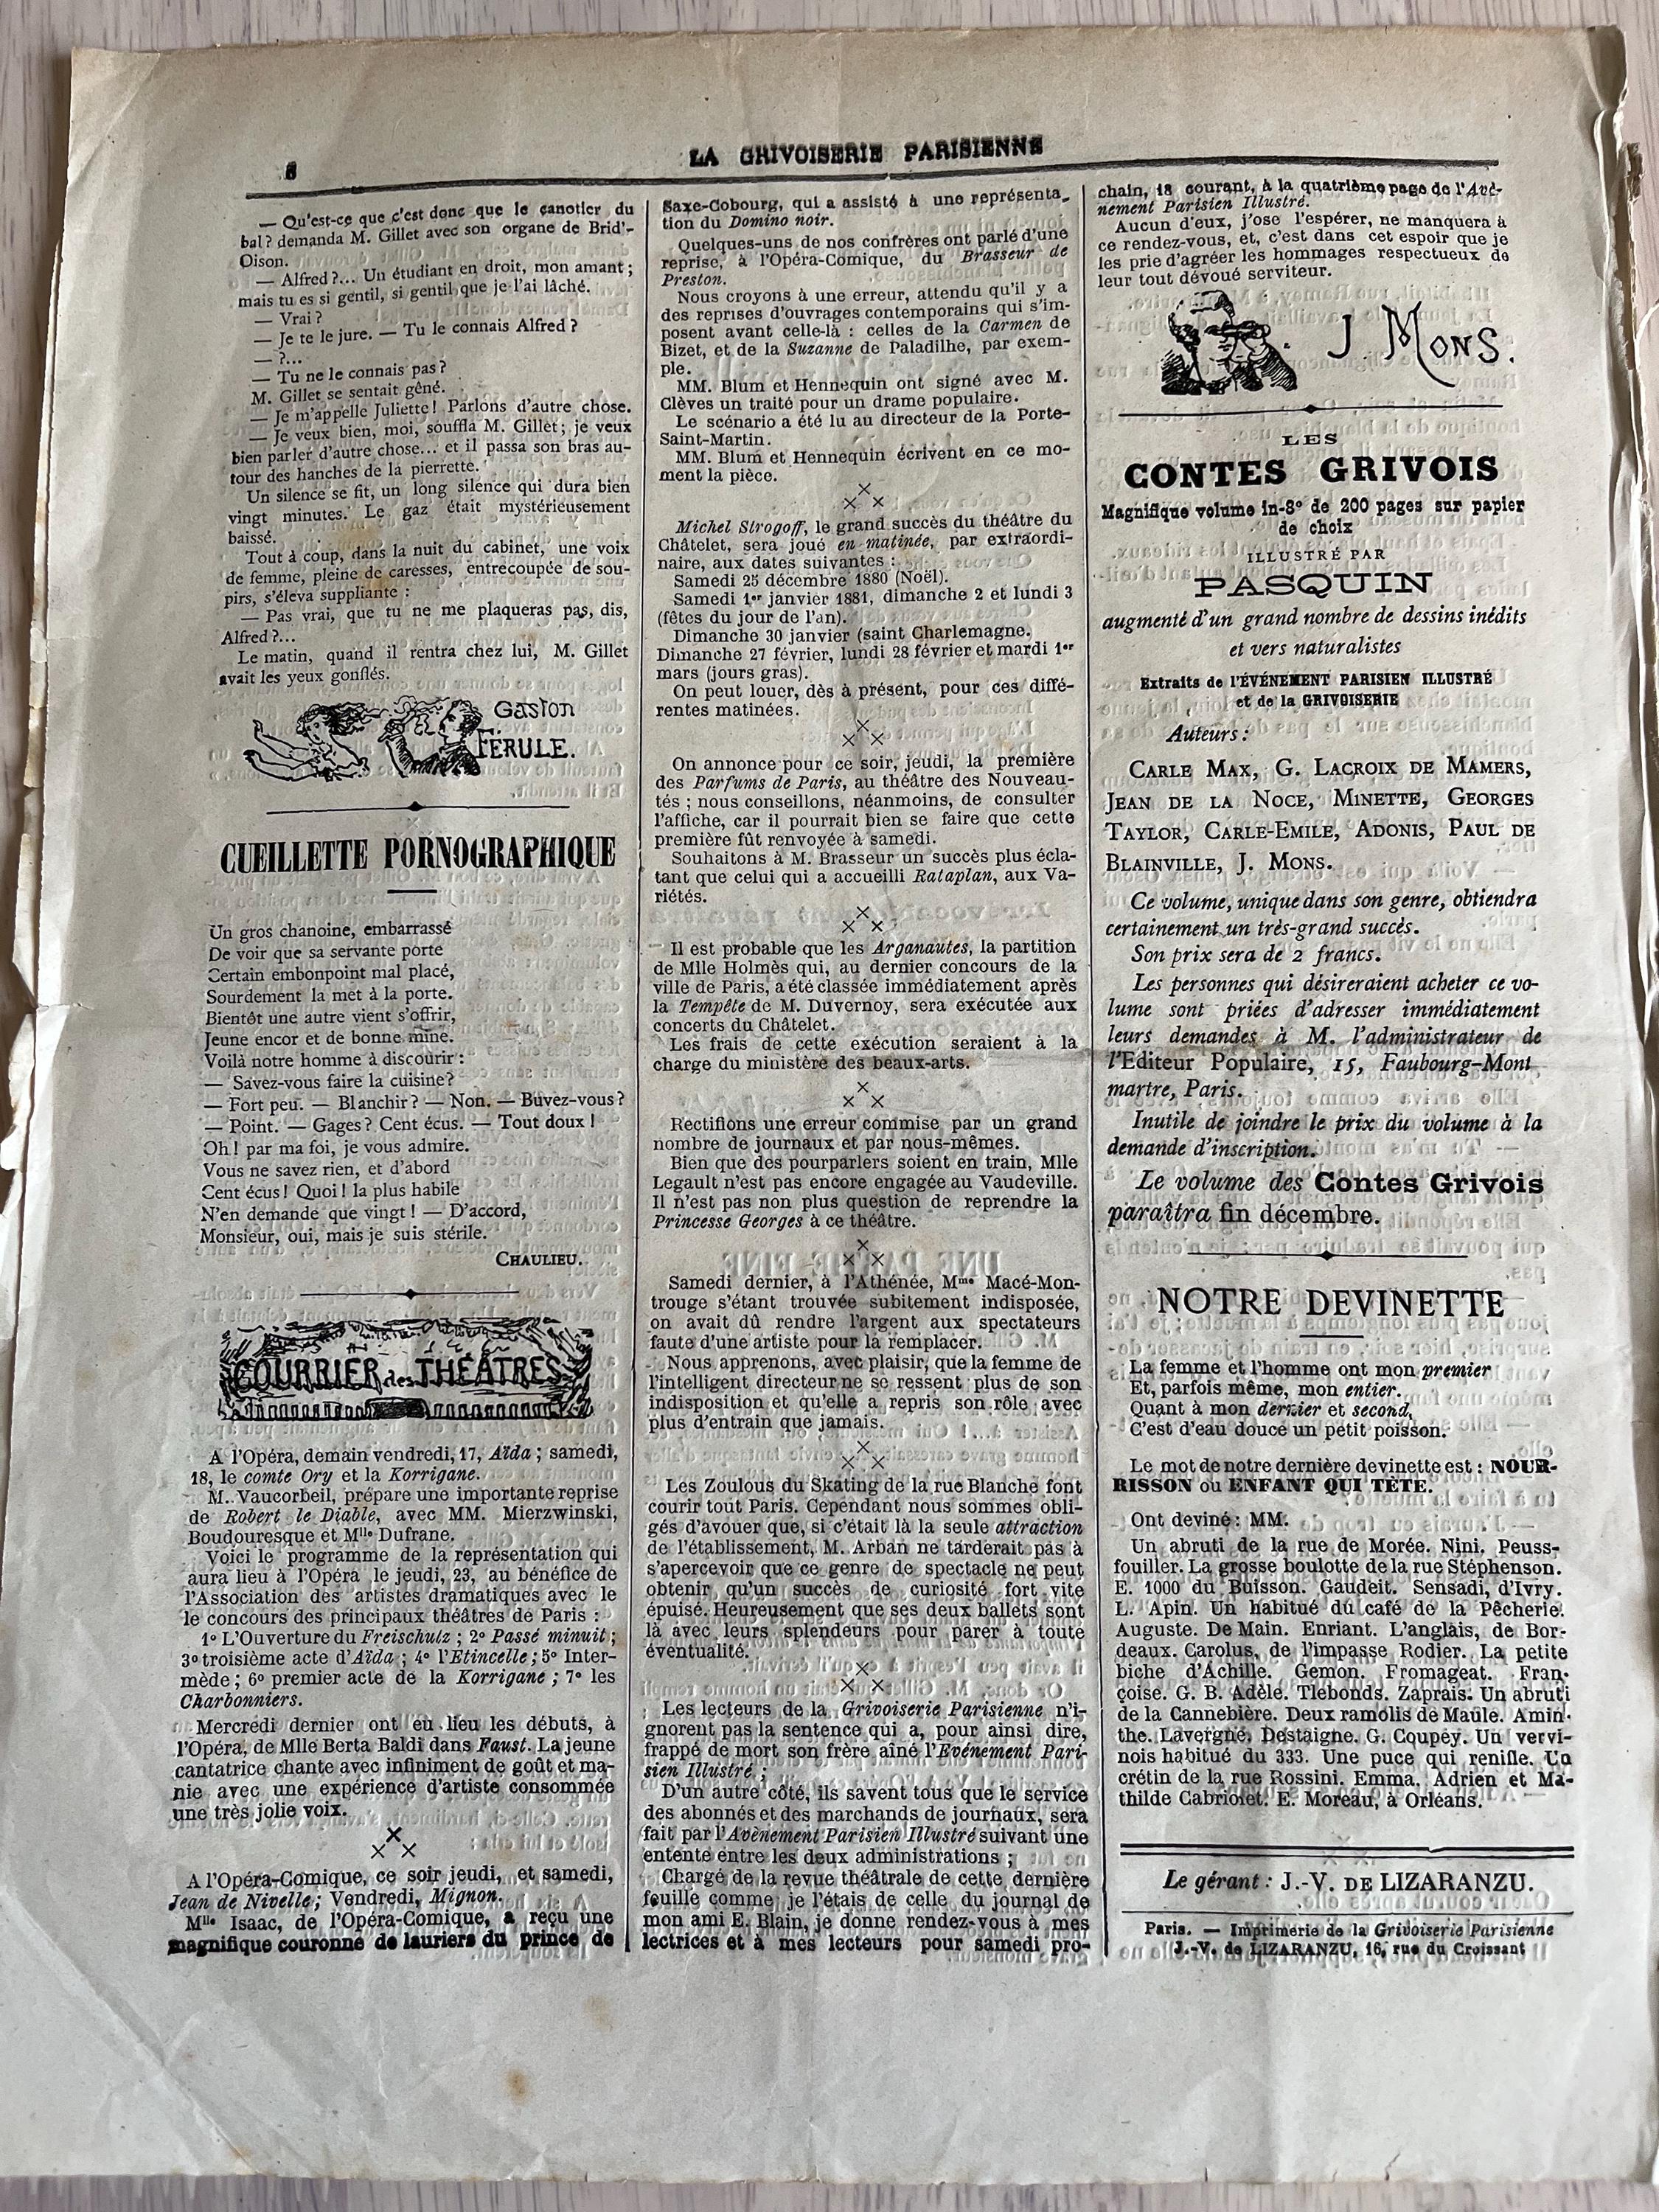 8
LA GRIVOISERIE PARISIENNE
— Qu'est-ce que c'est donc que le canotier du
bal? demanda M. Gillet avec son organe de Brid'-
Oison.
— Alfred?... Un étudiant en droit, mon amant;
mais tu es si gentil, si gentil que je l'ai lâché.
— Vrai?
— Je te le jure. — Tu le connais Alfred?
— ?...
— Tu ne le connais pas?
M. Gillet se sentait gêné.
— Je m'appelle Juliette! Parlons d'autre chose.
— Je veux bien, moi, souffla M. Gillet; je veux
bien parler d'autre chose... et il passa son bras au-
tour des hanches de la pierrette.
Un silence se fit, un long silence qui dura bien
vingt minutes. Le gaz était mystérieusement
baissé.
Tout à coup, dans la nuit du cabinet, une voix
de femme, pleine de caresses, entrecoupée de sou-
pirs, s'éleva suppliante :
— Pas vrai, que tu ne me plaqueras pas, dis,
Alfred?...
Le matin, quand il rentra chez lui, M. Gillet
avait les yeux gonflés.
Gaston
FÉRULE.
CUEILLETTE PORNOGRAPHIQUE
Un gros chanoine, embarrassé
De voir que sa servante porte
Certain embonpoint mal placé,
Sourdement la met à la porte.
Bientôt une autre vient s'offrir,
Jeune encor et de bonne mine.
Voilà notre homme à discourir :
— Savez-vous faire la cuisine?
— Fort peu. — Blanchir? — Non. — Buvez-vous?
— Point. — Gages? Cent écus. — Tout doux!
Oh! par ma foi, je vous admire.
Vous ne savez rien, et d'abord
Cent écus! Quoi! la plus habile
N'en demande que vingt! — D'accord,
Monsieur, oui, mais je suis stérile.
CHAULIEU.
COURRIER des THÉATRES
A l'Opéra, demain vendredi, 17, Aïda; samedi,
18, le comte Ory et la Korrigane.
M. Vaucorbeil, prépare une importante reprise
de Robert le Diable, avec MM. Mierzwinski,
Boudouresque et Mlle Dufrane.
Voici le programme de la représentation qui
aura lieu à l'Opéra le jeudi, 23, au bénéfice de
l'Association des artistes dramatiques avec le
le concours des principaux théâtres de Paris :
1º L'Ouverture du Freischutz; 2º Passé minuit;
3º troisième acte d'Aïda; 4º l'Etincelle; 5º Inter-
mède; 6º premier acte de la Korrigane; 7º les
Charbonniers.
Mercredi dernier ont eu lieu les débuts, à
l'Opéra, de Mlle Berta Baldi dans Faust. La jeune
cantatrice chante avec infiniment de goût et ma-
nie avec une expérience d'artiste consommée
une très jolie voix.
A l'Opéra-Comique, ce soir jeudi, et samedi,
Jean de Nivelle; Vendredi, Mignon.
Mlle Isaac, de l'Opéra-Comique, a reçu une
magnifique couronne de lauriers du prince de
Saxe-Cobourg, qui a assisté à une représenta-
tion du Domino noir.
Quelques-uns de nos confrères ont parlé d'une
reprise, à l'Opéra-Comique, du Brasseur de
Preston.
Nous croyons à une erreur, attendu qu'il y a
des reprises d'ouvrages contemporains qui s'im-
posent avant celle-là : celles de la Carmen de
Bizet, et de la Suzanne de Paladilhe, par exem-
ple.
MM. Blum et Hennequin ont signé avec M.
Clèves un traité pour un drame populaire.
Le scénario a été lu au directeur de la Porte-
Saint-Martin.
MM. Blum et Hennequin écrivent en ce mo-
ment la pièce.
Michel Strogoff, le grand succès du théâtre du
Châtelet, sera joué en matinée, par extraordi-
naire, aux dates suivantes :
Samedi 25 décembre 1880 (Noël).
Samedi 1er janvier 1881, dimanche 2 et lundi 3
(fêtes du jour de l'an).
Dimanche 30 janvier (saint Charlemagne.
Dimanche 27 février, lundi 28 février et mardi 1er
mars (jours gras).
On peut louer, dès à présent, pour ces diffé-
rentes matinées.
On annonce pour ce soir, jeudi, la première
des Parfums de Paris, au théâtre des Nouveau-
tés; nous conseillons, néanmoins, de consulter
l'affiche, car il pourrait bien se faire que cette
première fût renvoyée à samedi.
Souhaitons à M. Brasseur un succès plus écla-
tant que celui qui a accueilli Rataplan, aux Va-
riétés.
Il est probable que les Arganautes, la partition
de Mlle Holmès qui, au dernier concours de la
ville de Paris, a été classée immédiatement après
la Tempête de M. Duvernoy, sera exécutée aux
concerts du Châtelet.
Les frais de cette exécution seraient à la
charge du ministère des beaux-arts.
Rectifions une erreur commise par un grand
nombre de journaux et par nous-mêmes.
Bien que des pourparlers soient en train, Mlle
Legault n'est pas encore engagée au Vaudeville.
Il n'est pas non plus question de reprendre la
Princesse Georges à ce théâtre.
Samedi dernier, à l'Athénée, Mme Macé-Mon-
trouge s'étant trouvée subitement indisposée,
on avait dû rendre l'argent aux spectateurs
faute d'une artiste pour la remplacer.
Nous apprenons, avec plaisir, que la femme de
l'intelligent directeur ne se ressent plus de son
indisposition et qu'elle a repris son rôle avec
plus d'entrain que jamais.
Les Zoulous du Skating de la rue Blanche font
courir tout Paris. Cependant nous sommes obli-
gés d'avouer que, si c'était là la seule attraction
de l'établissement, M. Arban ne tarderait pas à
s'apercevoir que ce genre de spectacle ne peut
obtenir qu'un succès de curiosité fort vite
épuisé. Heureusement que ses deux ballets sont
là avec leurs splendeurs pour parer à toute
éventualité.
Les lecteurs de la Grivoiserie Parisienne n'i-
gnorent pas la sentence qui a, pour ainsi dire,
frappé de mort son frère aîné l'Evénement Pari-
sien Illustré;
D'un autre côté, ils savent tous que le service
des abonnés et des marchands de journaux, sera
fait par l'Avènement Parisien Illustré suivant une
entente entre les deux administrations;
Chargé de la revue théâtrale de cette dernière
feuille comme je l'étais de celle du journal de
mon ami E. Blain, je donne rendez-vous à mes
lectrices et à mes lecteurs pour samedi pro-
chain, 18 courant, à la quatrième page de l'Avè-
nement Parisien Illustré.
Aucun d'eux, j'ose l'espérer, ne manquera à
ce rendez-vous, et, c'est dans cet espoir que je
les prie d'agréer les hommages respectueux de
leur tout dévoué serviteur.
J. MONS.
LES
CONTES GRIVOIS
Magnifique volume in-8º de 200 pages sur papier
de choix
ILLUSTRÉ PAR
PASQUIN
augmenté d'un grand nombre de dessins inédits
et vers naturalistes
Extraits de l'ÉVÉNEMENT PARISIEN ILLUSTRÉ
et de la GRIVOISERIE
Auteurs :
CARLE MAX, G. LACROIX DE MAMERS,
JEAN DE LA NOCE, MINETTE, GEORGES
TAYLOR, CARLE-EMILE, ADONIS, PAUL DE
BLAINVILLE, J. MONS.
Ce volume, unique dans son genre, obtiendra
certainement un très-grand succès.
Son prix sera de 2 francs.
Les personnes qui désireraient acheter ce vo-
lume sont priées d'adresser immédiatement
leurs demandes à M. l'administrateur de
l'Editeur Populaire, 15, Faubourg-Mont
martre, Paris.
Inutile de joindre le prix du volume à la
demande d'inscription.
Le volume des Contes Grivois
paraîtra fin décembre.
NOTRE DEVINETTE
La femme et l'homme ont mon premier
Et, parfois même, mon entier.
Quant à mon dernier et second,
C'est d'eau douce un petit poisson.
Le mot de notre dernière devinette est : NOUR-
RISSON ou ENFANT QUI TÈTE.
Ont deviné : MM.
Un abruti de la rue de Morée. Nini. Peuss-
fouiller. La grosse boulotte de la rue Stéphenson.
E. 1000 du Buisson. Gaudeit. Sensadi, d'Ivry.
L. Apin. Un habitué du café de la Pêcherie.
Auguste. De Main. Enriant. L'anglais, de Bor-
deaux. Carolus, de l'impasse Rodier. La petite
biche d'Achille. Gemon. Fromageat. Fran-
çoise. G. B. Adèle. Tlebonds. Zaprais. Un abruti
de la Cannebière. Deux ramolis de Maule. Amin-
the. Lavergne. Destaigne. G. Coupey. Un vervi-
nois habitué du 333. Une puce qui renifle. Un
crétin de la rue Rossini. Emma. Adrien et Ma-
thilde Cabriolet. E. Moreau, à Orléans.
Le gérant : J.-V. DE LIZARANZU.
Paris. — Imprimerie de la Grivoiserie Parisienne
J.-V. de LIZARANZU, 16, rue du Croissant